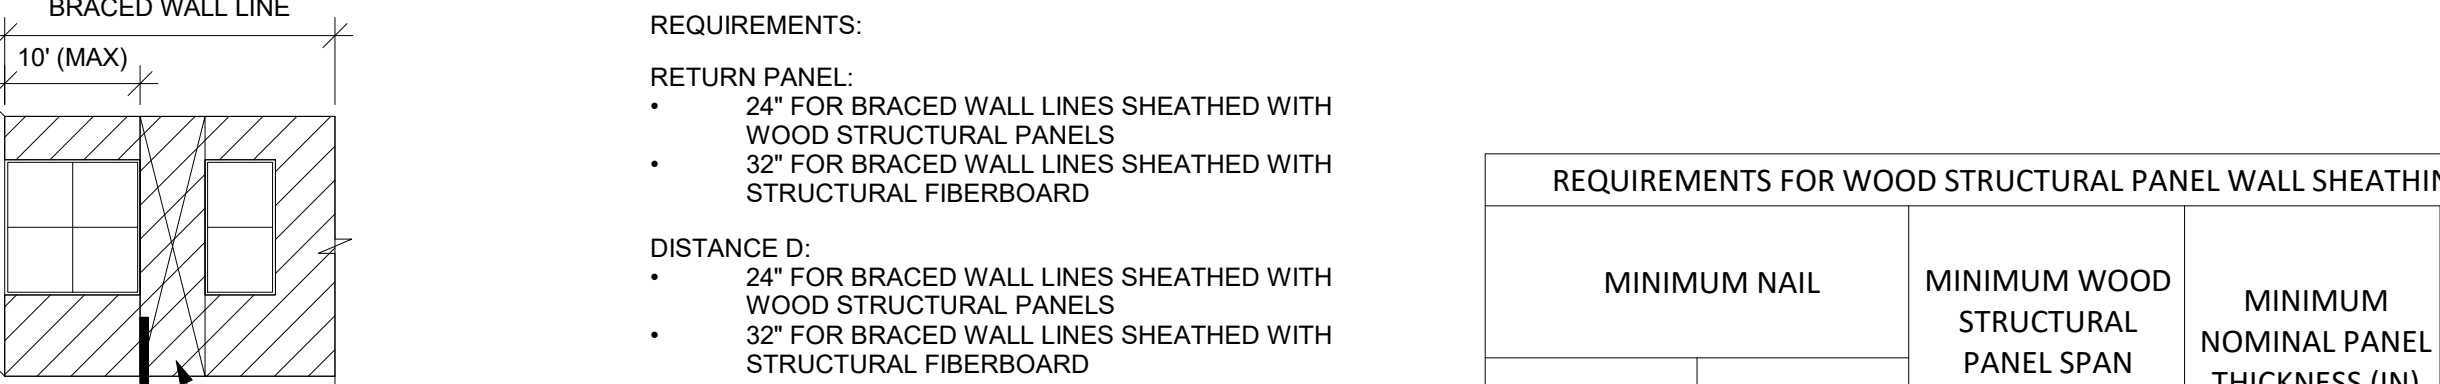 BRACED WALL LINE
10' (MAX)
REQUIREMENTS:
RETURN PANEL:
• 24" FOR BRACED WALL LINES SHEATHED WITH
WOOD STRUCTURAL PANELS
• 32" FOR BRACED WALL LINES SHEATHED WITH
STRUCTURAL FIBERBOARD
DISTANCE D:
• 24" FOR BRACED WALL LINES SHEATHED WITH
WOOD STRUCTURAL PANELS
• 32" FOR BRACED WALL LINES SHEATHED WITH
STRUCTURAL FIBERBOARD
REQUIREMENTS FOR WOOD STRUCTURAL PANEL WALL SHEATHIN
MINIMUM NAIL
MINIMUM WOOD
STRUCTURAL
PANEL SPAN
MINIMUM
NOMINAL PANEL
THICKNESS (IN)